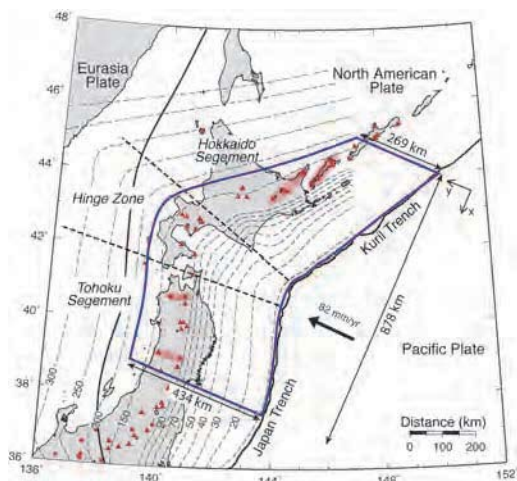 48°
46°
44°
42°
40°
38°
36°
Eurasia
Plate
North American
Plate
269 km
Hokkaido
Segement
Hinge Zone
y
x
Kuril Trench
Tohoku
Segement
82 mm/yr
878 km
Pacific Plate
434 km
Japan Trench
300
250
150
50
40
30
20
Distance (km)
0
100
200
136°
140°
144°
148°
152°